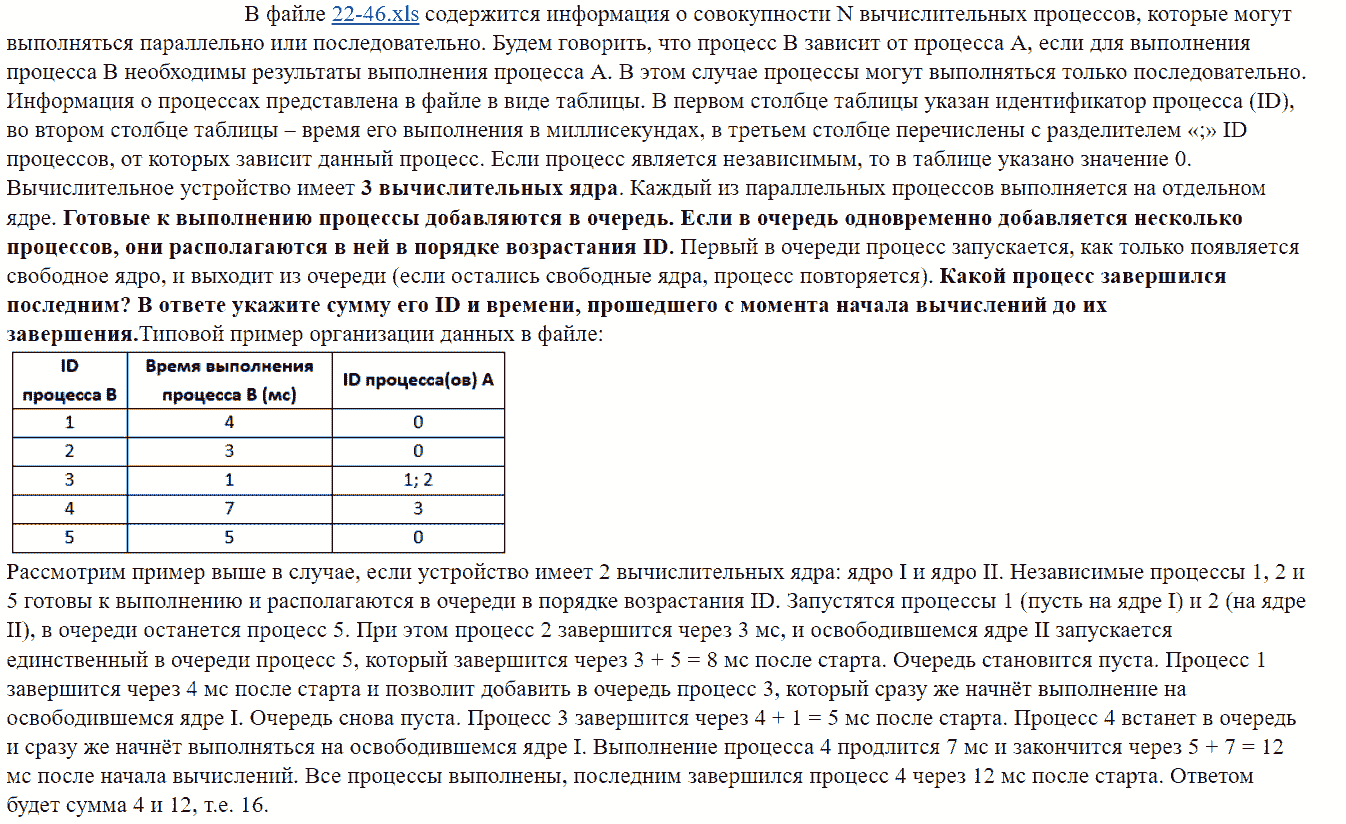 В файле 22-46.xls содержится информация о совокупности N вычислительных процессов, которые могут
выполняться параллельно или последовательно. Будем говорить, что процесс B зависит от процесса A, если для выполнения
процесса B необходимы результаты выполнения процесса A. В этом случае процессы могут выполняться только последовательно.
Информация о процессах представлена в файле в виде таблицы. В первом столбце таблицы указан идентификатор процесса (ID),
во втором столбце таблицы – время его выполнения в миллисекундах, в третьем столбце перечислены с разделителем «;» ID
процессов, от которых зависит данный процесс. Если процесс является независимым, то в таблице указано значение 0.
Вычислительное устройство имеет 3 вычислительных ядра. Каждый из параллельных процессов выполняется на отдельном
ядре. Готовые к выполнению процессы добавляются в очередь. Если в очередь одновременно добавляется несколько
процессов, они располагаются в ней в порядке возрастания ID. Первый в очереди процесс запускается, как только появляется
свободное ядро, и выходит из очереди (если остались свободные ядра, процесс повторяется). Какой процесс завершился
последним? В ответе укажите сумму его ID и времени, прошедшего с момента начала вычислений до их
завершения.Типовой пример организации данных в файле:
ID процесса B | Время выполнения процесса B (мс) | ID процесса(ов) A
1 4 0
2 3 0
3 1 1; 2
4 7 3
5 5 0
Рассмотрим пример выше в случае, если устройство имеет 2 вычислительных ядра: ядро I и ядро II. Независимые процессы 1, 2 и
5 готовы к выполнению и располагаются в очереди в порядке возрастания ID. Запустятся процессы 1 (пусть на ядре I) и 2 (на ядре
II), в очереди останется процесс 5. При этом процесс 2 завершится через 3 мс, и освободившемся ядре II запускается
единственный в очереди процесс 5, который завершится через 3 + 5 = 8 мс после старта. Очередь становится пуста. Процесс 1
завершится через 4 мс после старта и позволит добавить в очередь процесс 3, который сразу же начнёт выполнение на
освободившемся ядре I. Очередь снова пуста. Процесс 3 завершится через 4 + 1 = 5 мс после старта. Процесс 4 встанет в очередь
и сразу же начнёт выполняться на освободившемся ядре I. Выполнение процесса 4 продлится 7 мс и закончится через 5 + 7 = 12
мс после начала вычислений. Все процессы выполнены, последним завершился процесс 4 через 12 мс после старта. Ответом
будет сумма 4 и 12, т.е. 16.